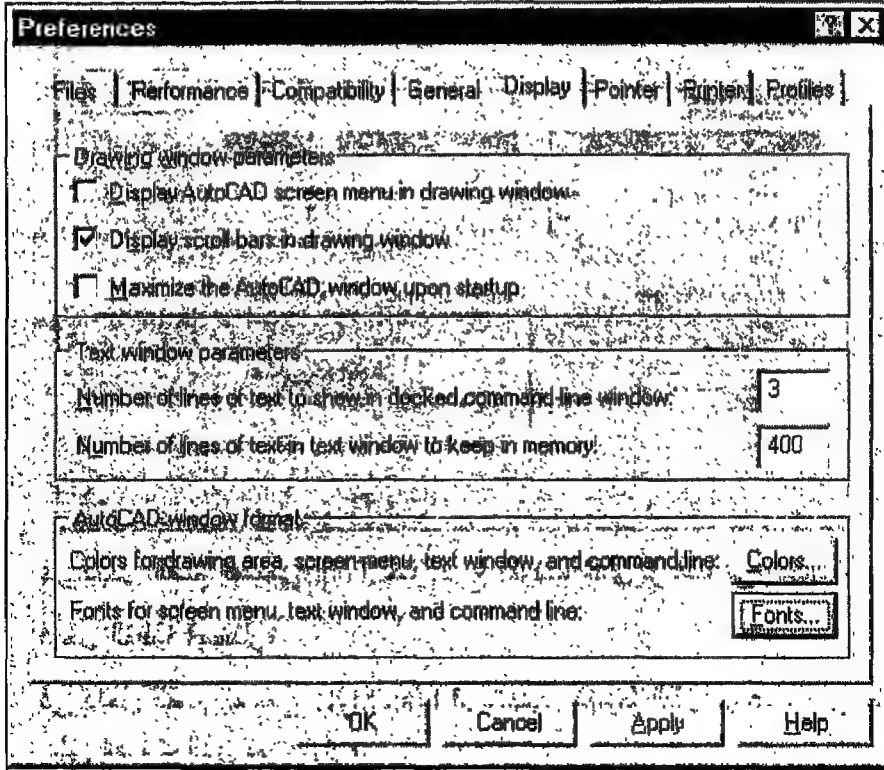 Preferences
Files Performance Compatibility General Display Pointer Printer Profiles
Drawing window parameters
Display AutoCAD screen menu in drawing window
Display scroll bars in drawing window
Maximize the AutoCAD window upon startup
Text window parameters
Number of lines of text to show in docked command line window: 3
Number of lines of text in text window to keep in memory: 400
AutoCAD window format
Colors for drawing area, screen menu, text window, and command line: Colors...
Fonts for screen menu, text window, and command line: Fonts...
OK Cancel Apply Help